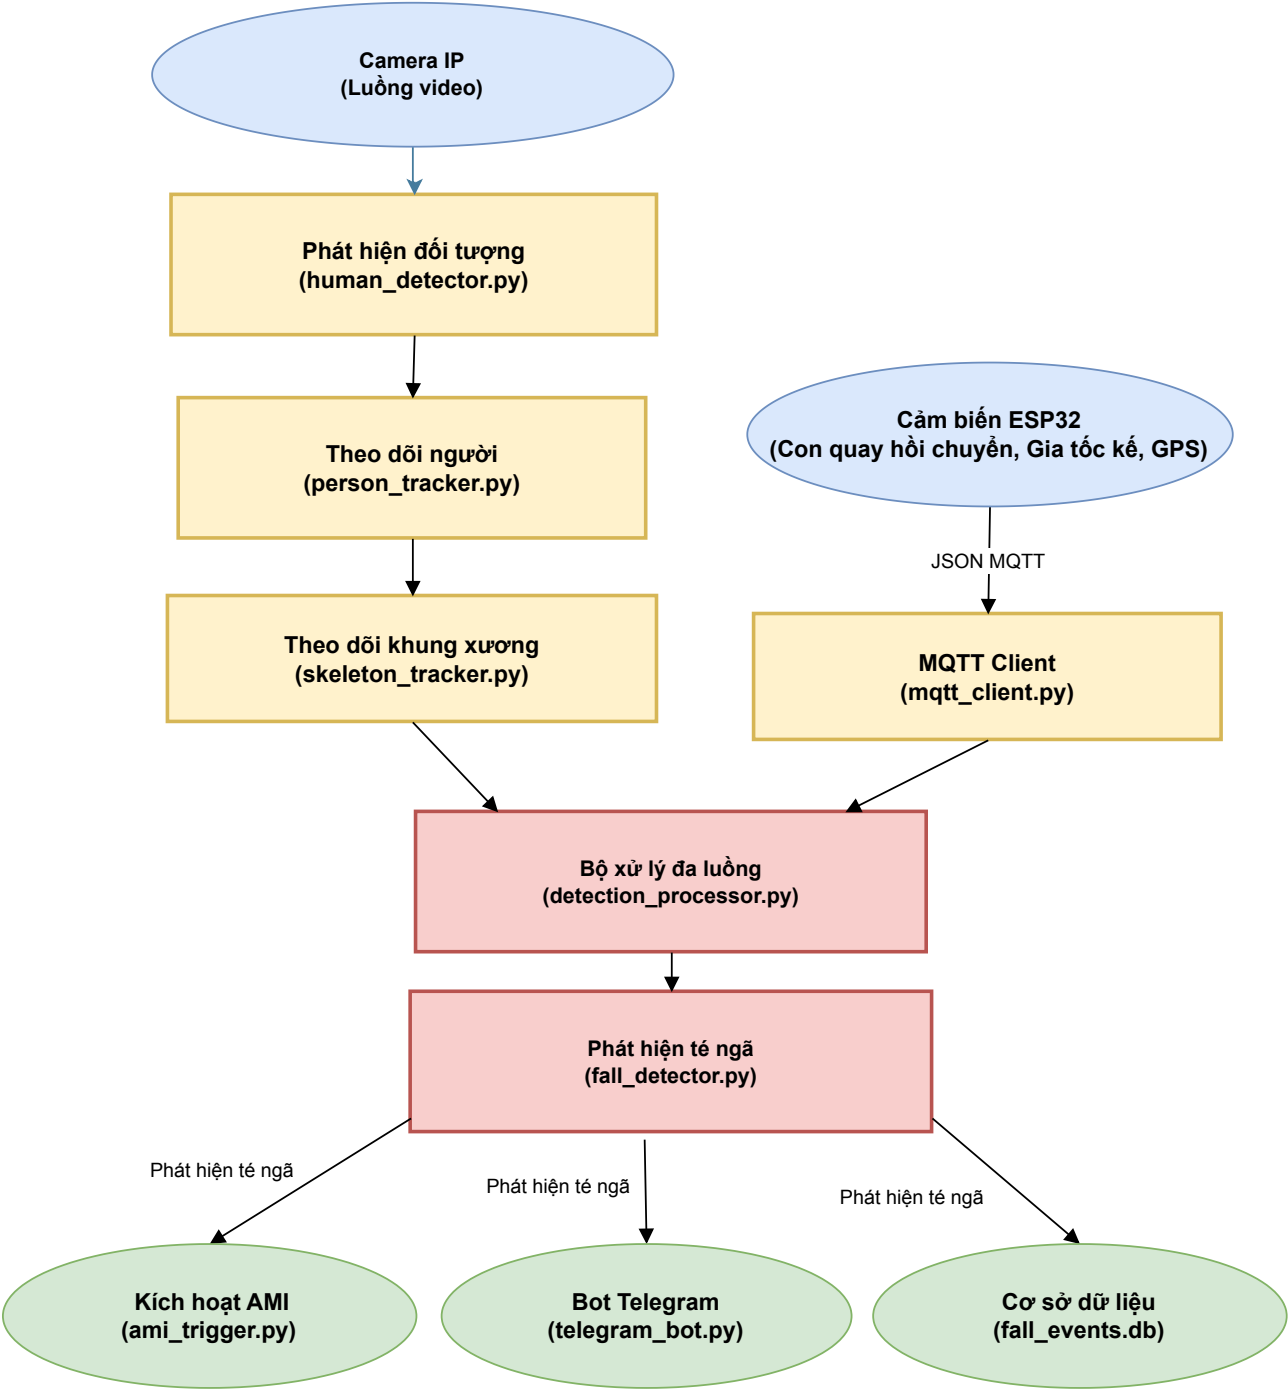 Camera IP
(Luồng video)
Phát hiện đối tượng
(human_detector.py)
Theo dõi người
(person_tracker.py)
Cảm biến ESP32
(Con quay hồi chuyển, Gia tốc kế, GPS)
JSON MQTT
Theo dõi khung xương
(skeleton_tracker.py)
MQTT Client
(mqtt_client.py)
Bộ xử lý đa luồng
(detection_processor.py)
Phát hiện té ngã
(fall_detector.py)
Phát hiện té ngã
Phát hiện té ngã
Phát hiện té ngã
Kích hoạt AMI
(ami_trigger.py)
Bot Telegram
(telegram_bot.py)
Cơ sở dữ liệu
(fall_events.db)